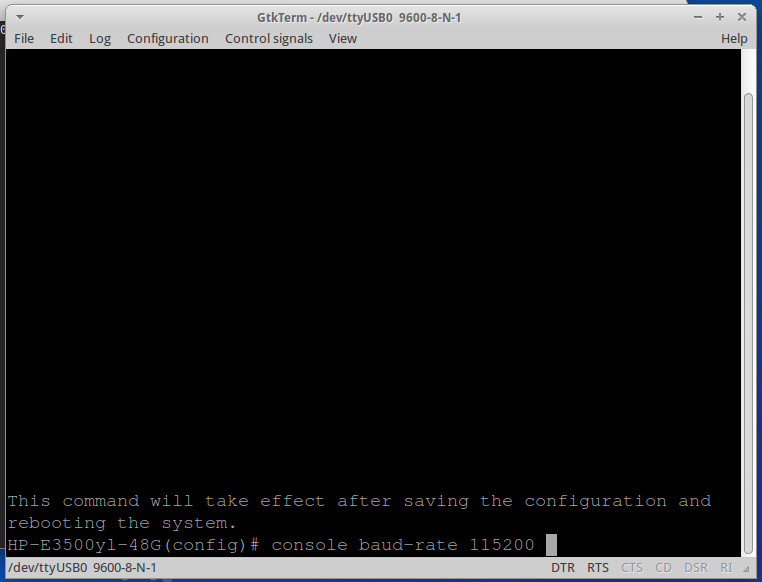 GtkTerm - /dev/ttyUSB0 9600-8-N-1
File Edit Log Configuration Control signals View Help
This command will take effect after saving the configuration and
rebooting the system.
HP-E3500yl-48G(config)# console baud-rate 115200
/dev/ttyUSB0 9600-8-N-1 DTR RTS CTS CD DSR RI